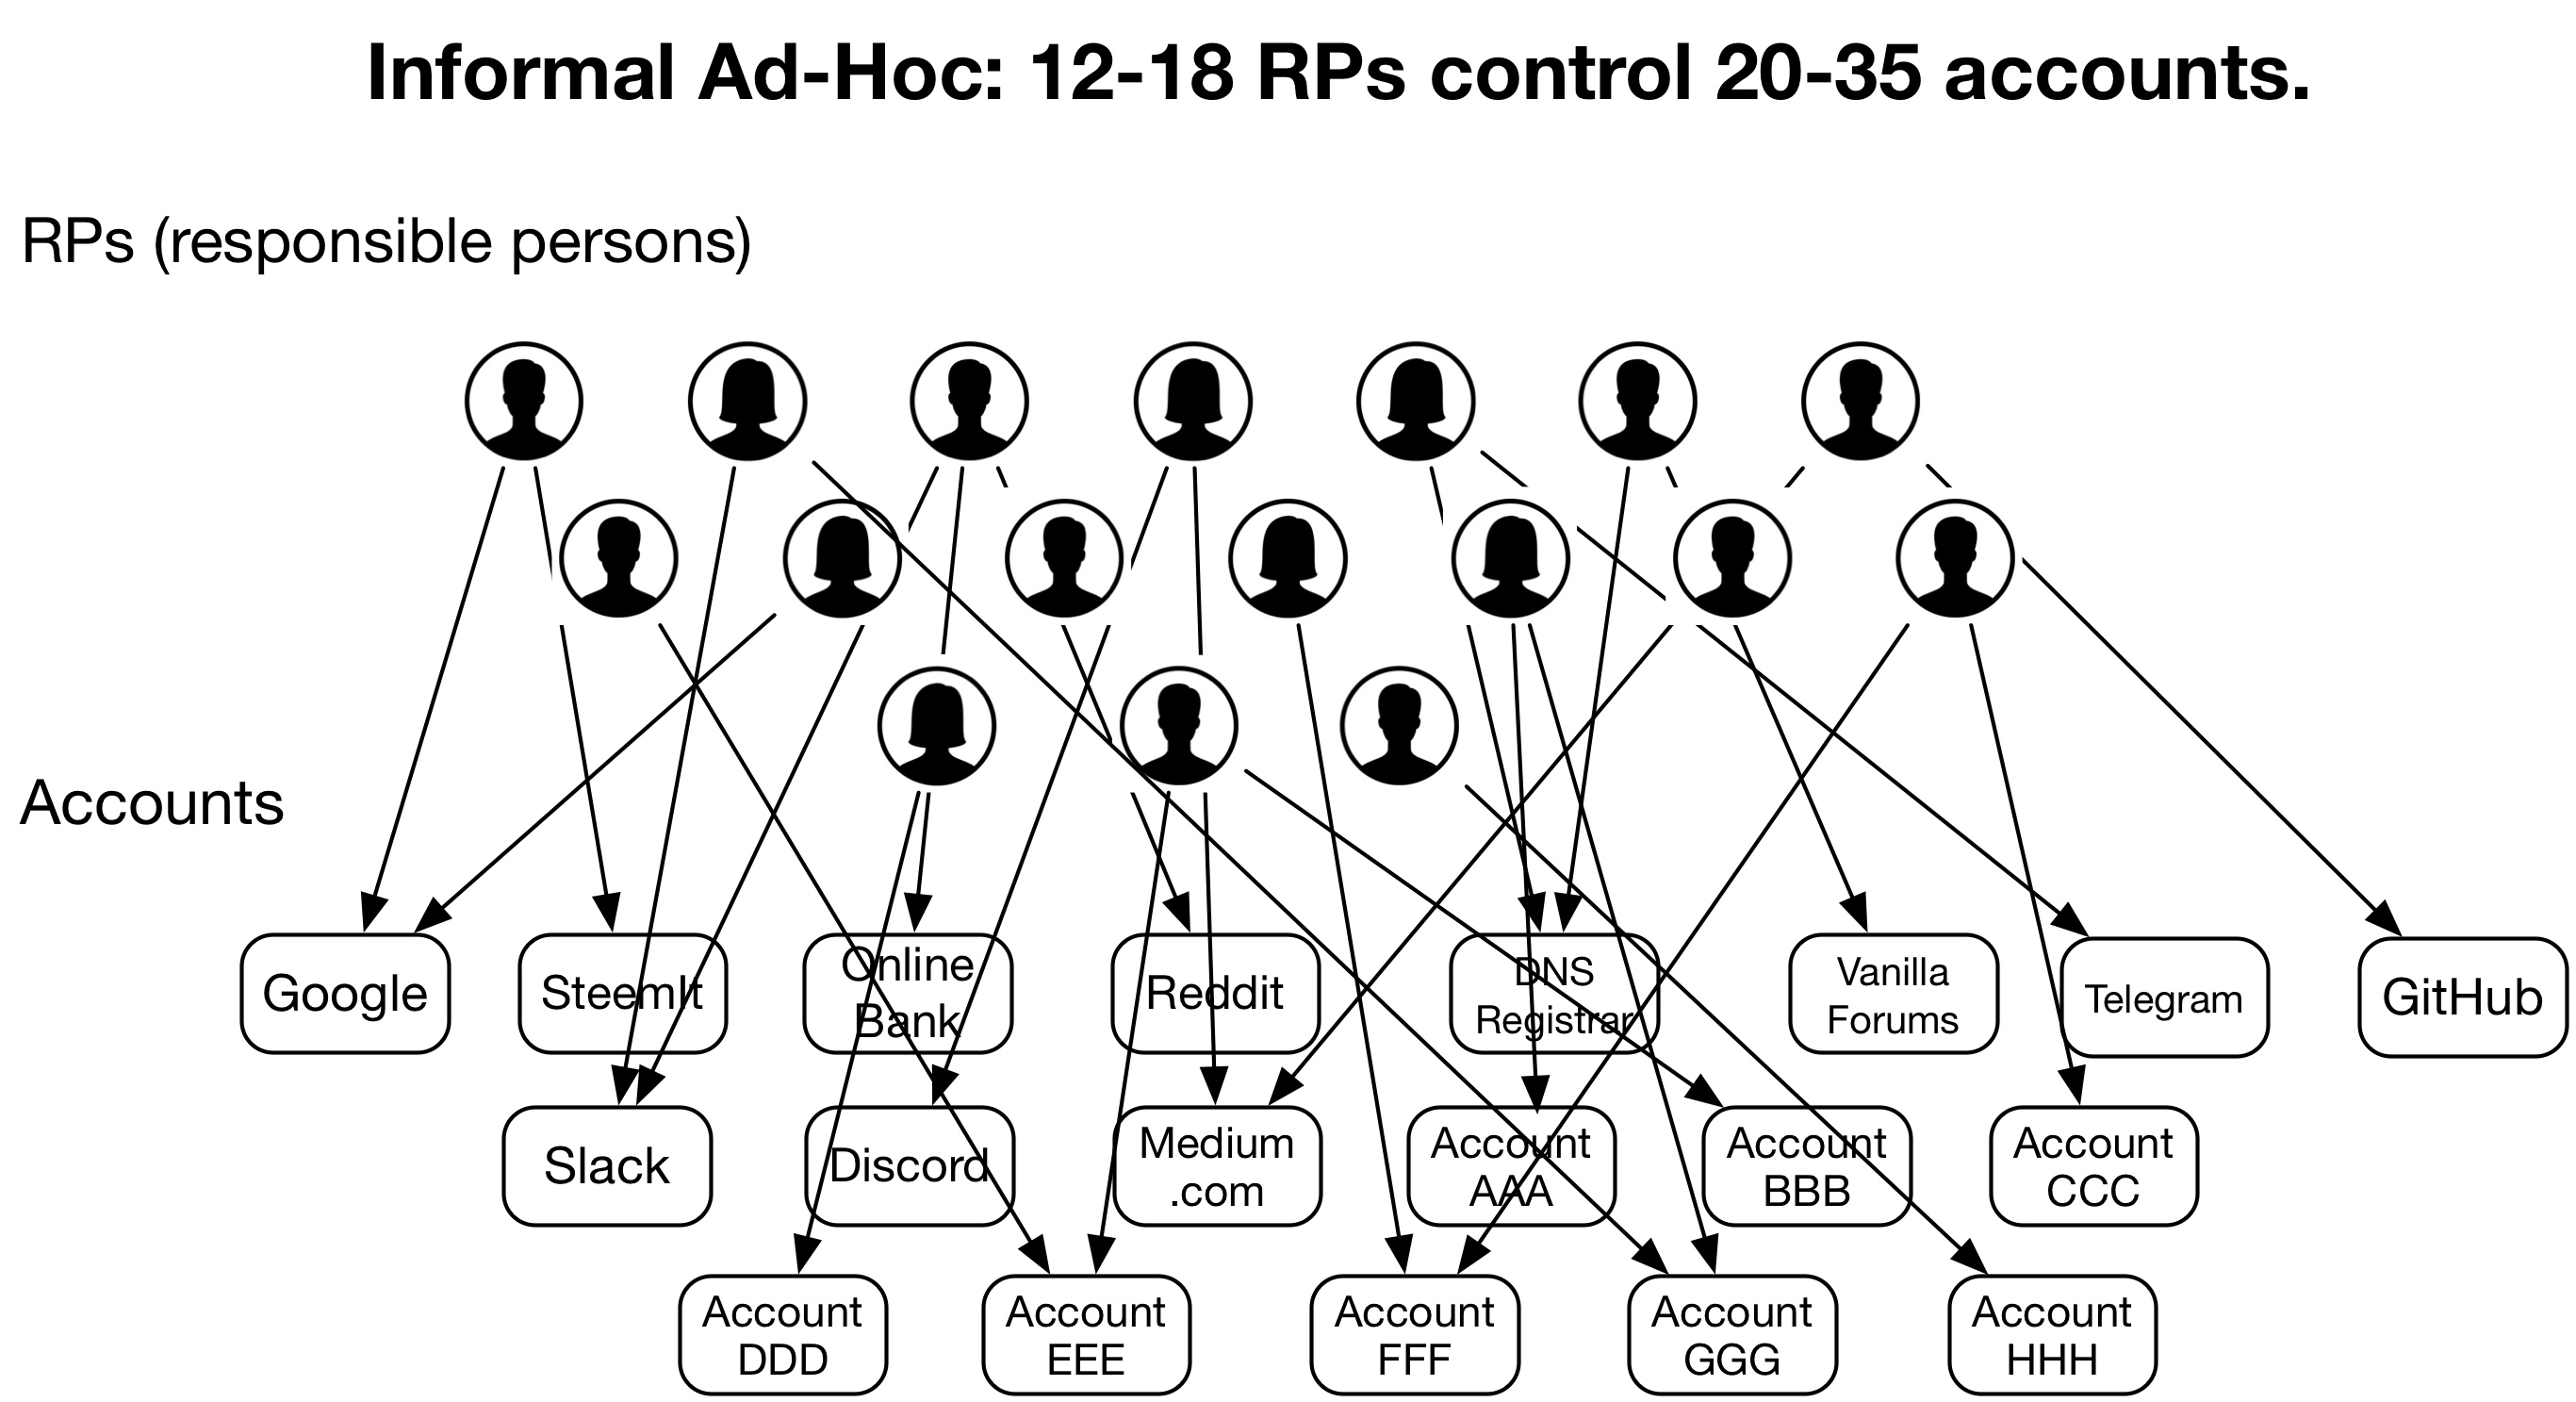 Informal Ad-Hoc: 12-18 RPs control 20-35 accounts.
RPs (responsible persons)
Accounts
Google
SteemIt
Online
Bank
Reddit
DNS
Registrar
Vanilla
Forums
Telegram
GitHub
Slack
Discord
Medium
.com
Account
AAA
Account
BBB
Account
CCC
Account
DDD
Account
EEE
Account
FFF
Account
GGG
Account
HHH